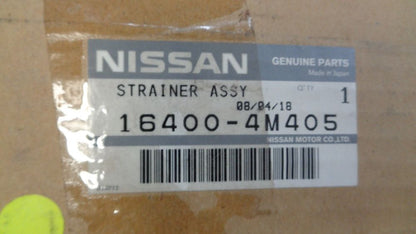 NISSAN
GENUINE PARTS
Made in Japan
STRAINER ASSY
Q'TY
1
08/04/18
16400-4M405
NISSAN MOTOR CO.,LTD.